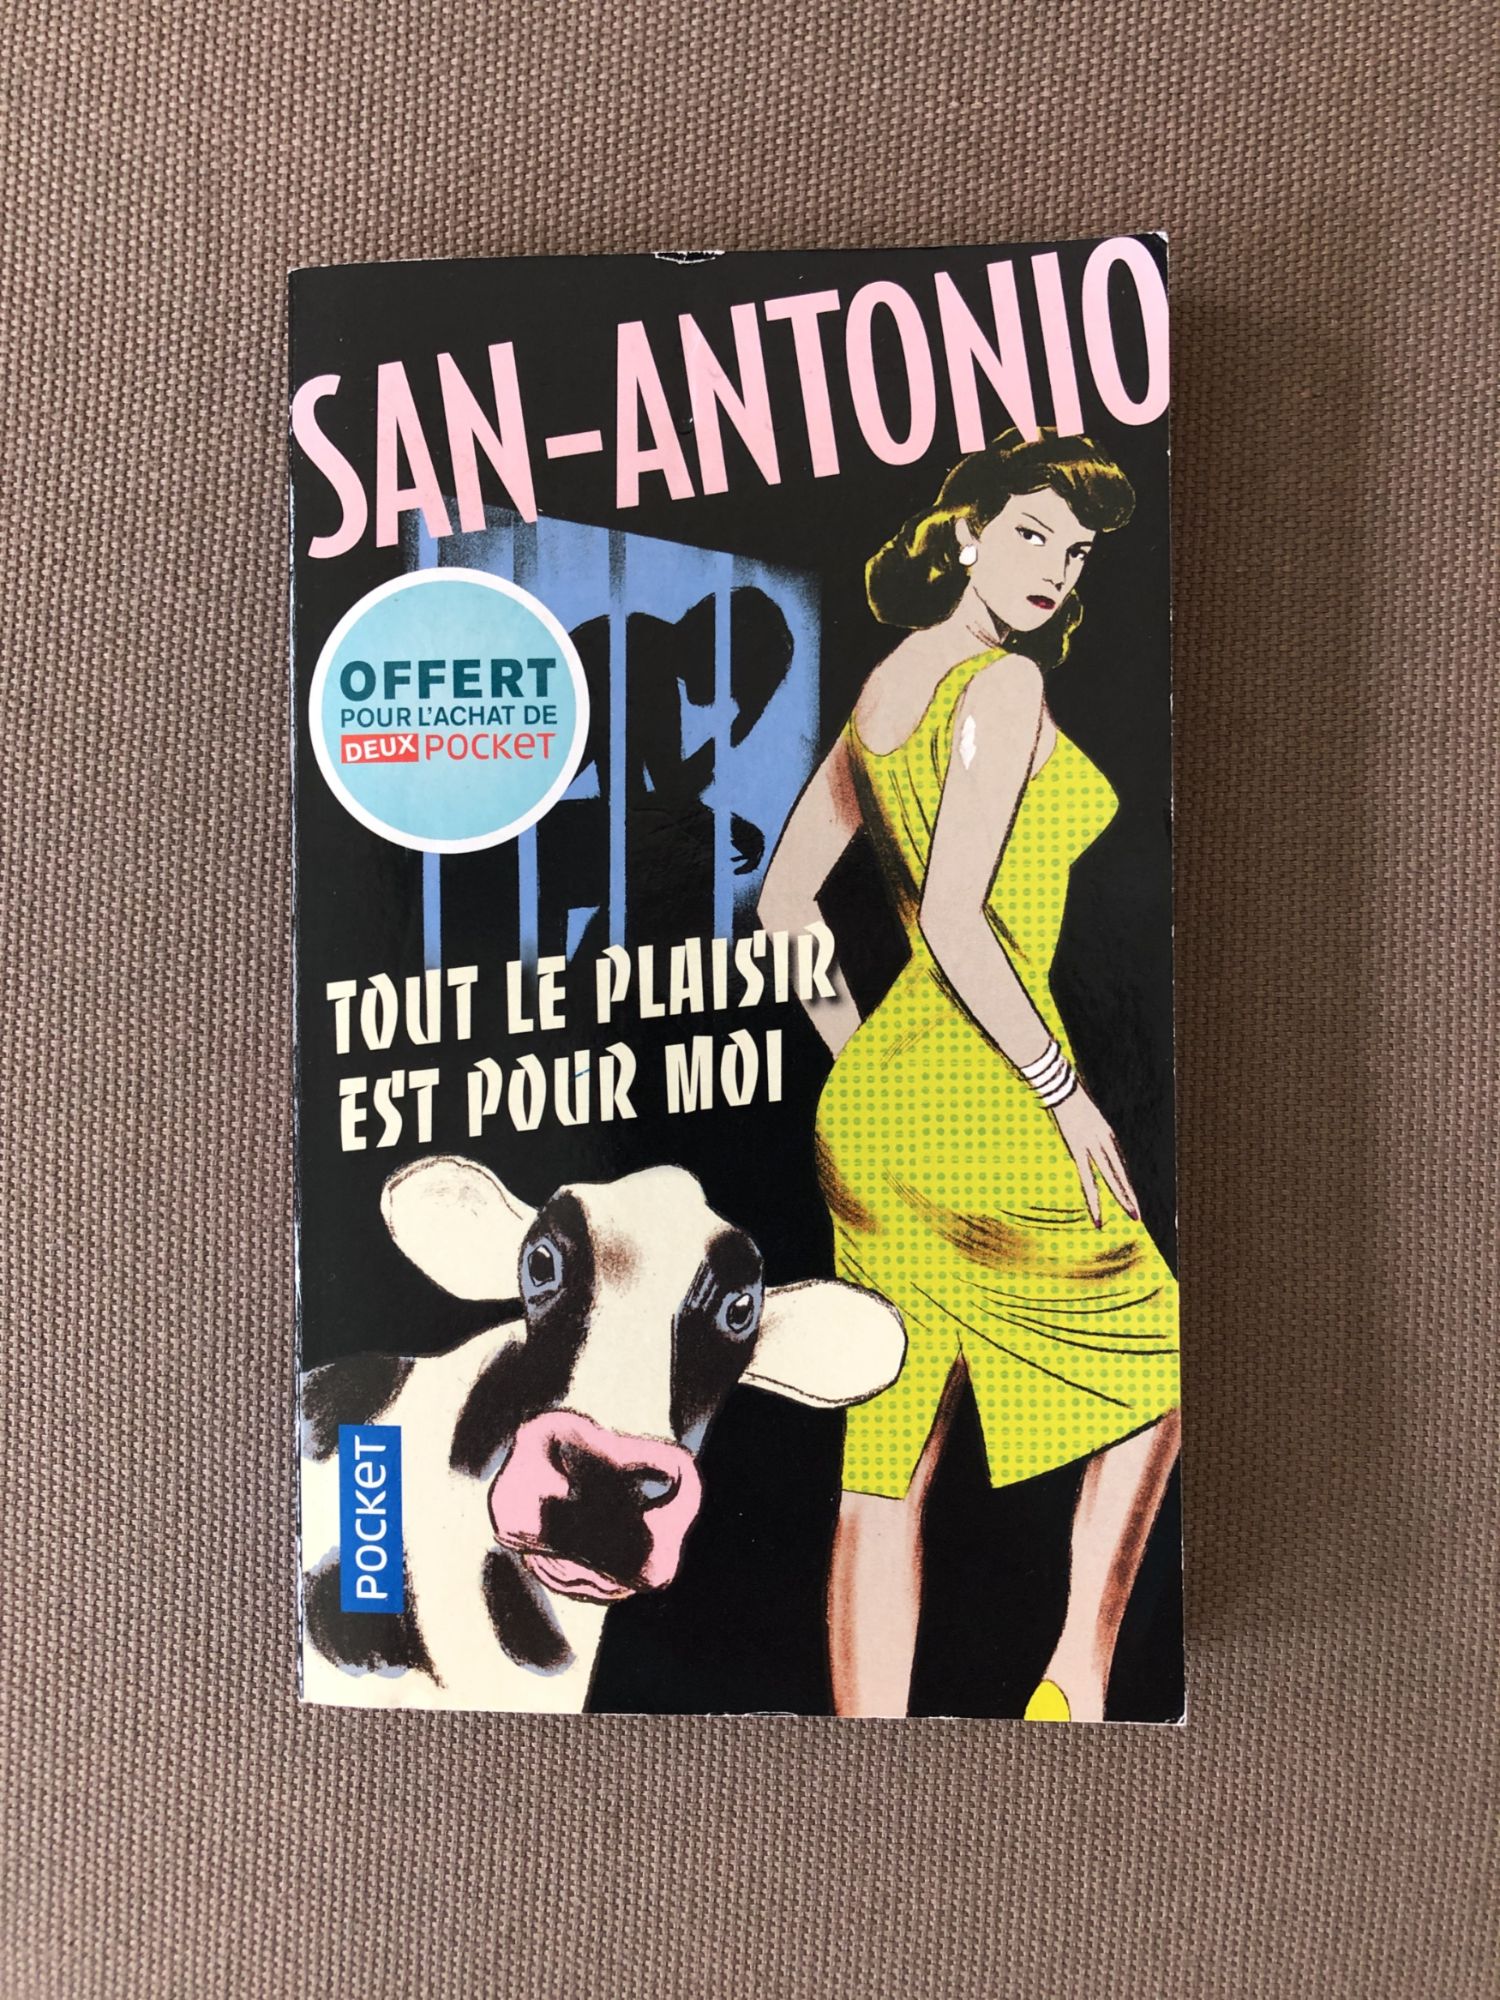 SAN-ANTONIO
OFFERT
POUR L'ACHAT DE
DEUX POCKET
TOUT LE PLAISIR
EST POUR MOI
POCKET